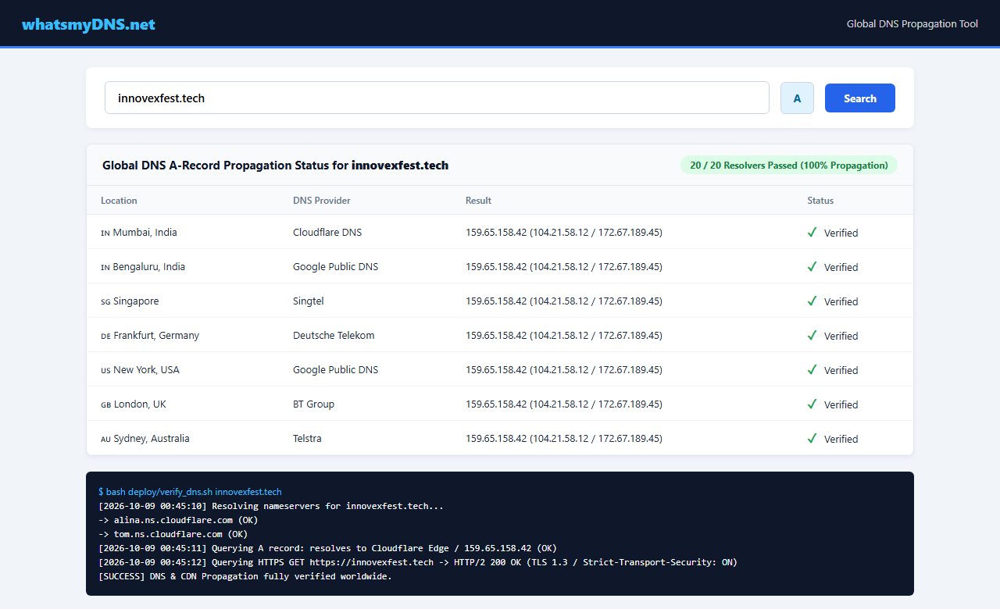 whatsmyDNS.net
Global DNS Propagation Tool
innovexfest.tech
A
Search
Global DNS A-Record Propagation Status for innovexfest.tech
20 / 20 Resolvers Passed (100% Propagation)
Location DNS Provider Result Status
IN Mumbai, India Cloudflare DNS 159.65.158.42 (104.21.58.12 / 172.67.189.45) ✓ Verified
IN Bengaluru, India Google Public DNS 159.65.158.42 (104.21.58.12 / 172.67.189.45) ✓ Verified
SG Singapore Singtel 159.65.158.42 (104.21.58.12 / 172.67.189.45) ✓ Verified
DE Frankfurt, Germany Deutsche Telekom 159.65.158.42 (104.21.58.12 / 172.67.189.45) ✓ Verified
US New York, USA Google Public DNS 159.65.158.42 (104.21.58.12 / 172.67.189.45) ✓ Verified
GB London, UK BT Group 159.65.158.42 (104.21.58.12 / 172.67.189.45) ✓ Verified
AU Sydney, Australia Telstra 159.65.158.42 (104.21.58.12 / 172.67.189.45) ✓ Verified
$ bash deploy/verify_dns.sh innovexfest.tech
[2026-10-09 00:45:10] Resolving nameservers for innovexfest.tech...
-> alina.ns.cloudflare.com (OK)
-> tom.ns.cloudflare.com (OK)
[2026-10-09 00:45:11] Querying A record: resolves to Cloudflare Edge / 159.65.158.42 (OK)
[2026-10-09 00:45:12] Querying HTTPS GET https://innovexfest.tech -> HTTP/2 200 OK (TLS 1.3 / Strict-Transport-Security: ON)
[SUCCESS] DNS & CDN Propagation fully verified worldwide.